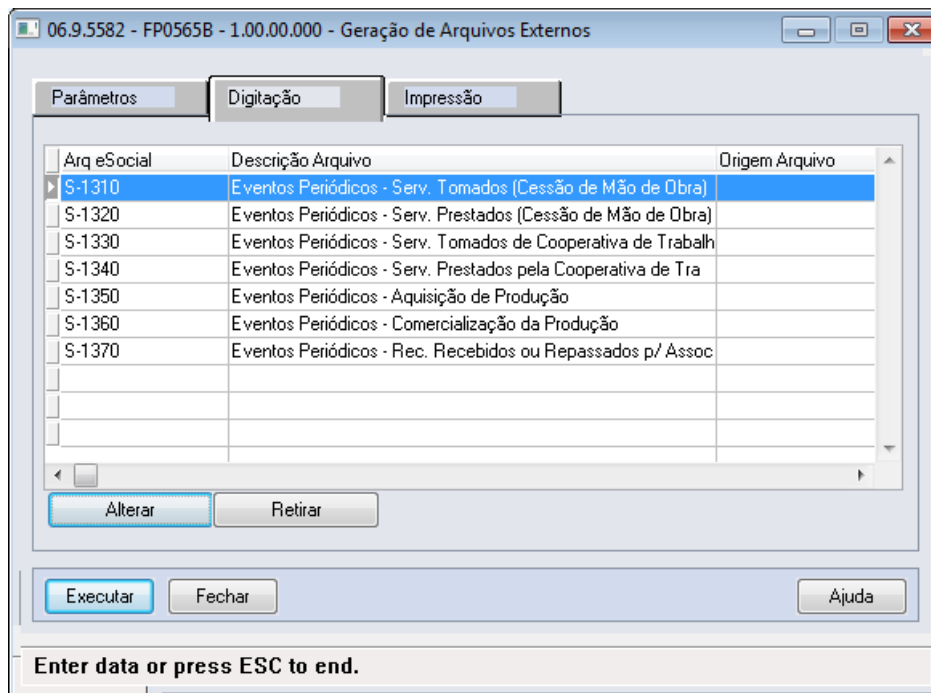 06.9.5582 - FP0565B - 1.00.00.000 - Geração de Arquivos Externos
Parâmetros Digitação Impressão
Arq eSocial Descrição Arquivo Origem Arquivo
S-1310 Eventos Periódicos - Serv. Tomados (Cessão de Mão de Obra)
S-1320 Eventos Periódicos - Serv. Prestados (Cessão de Mão de Obra)
S-1330 Eventos Periódicos - Serv. Tomados de Cooperativa de Trabalh
S-1340 Eventos Periódicos - Serv. Prestados pela Cooperativa de Tra
S-1350 Eventos Periódicos - Aquisição de Produção
S-1360 Eventos Periódicos - Comercialização da Produção
S-1370 Eventos Periódicos - Rec. Recebidos ou Repassados p/ Assoc
Alterar Retirar
Executar Fechar Ajuda
Enter data or press ESC to end.